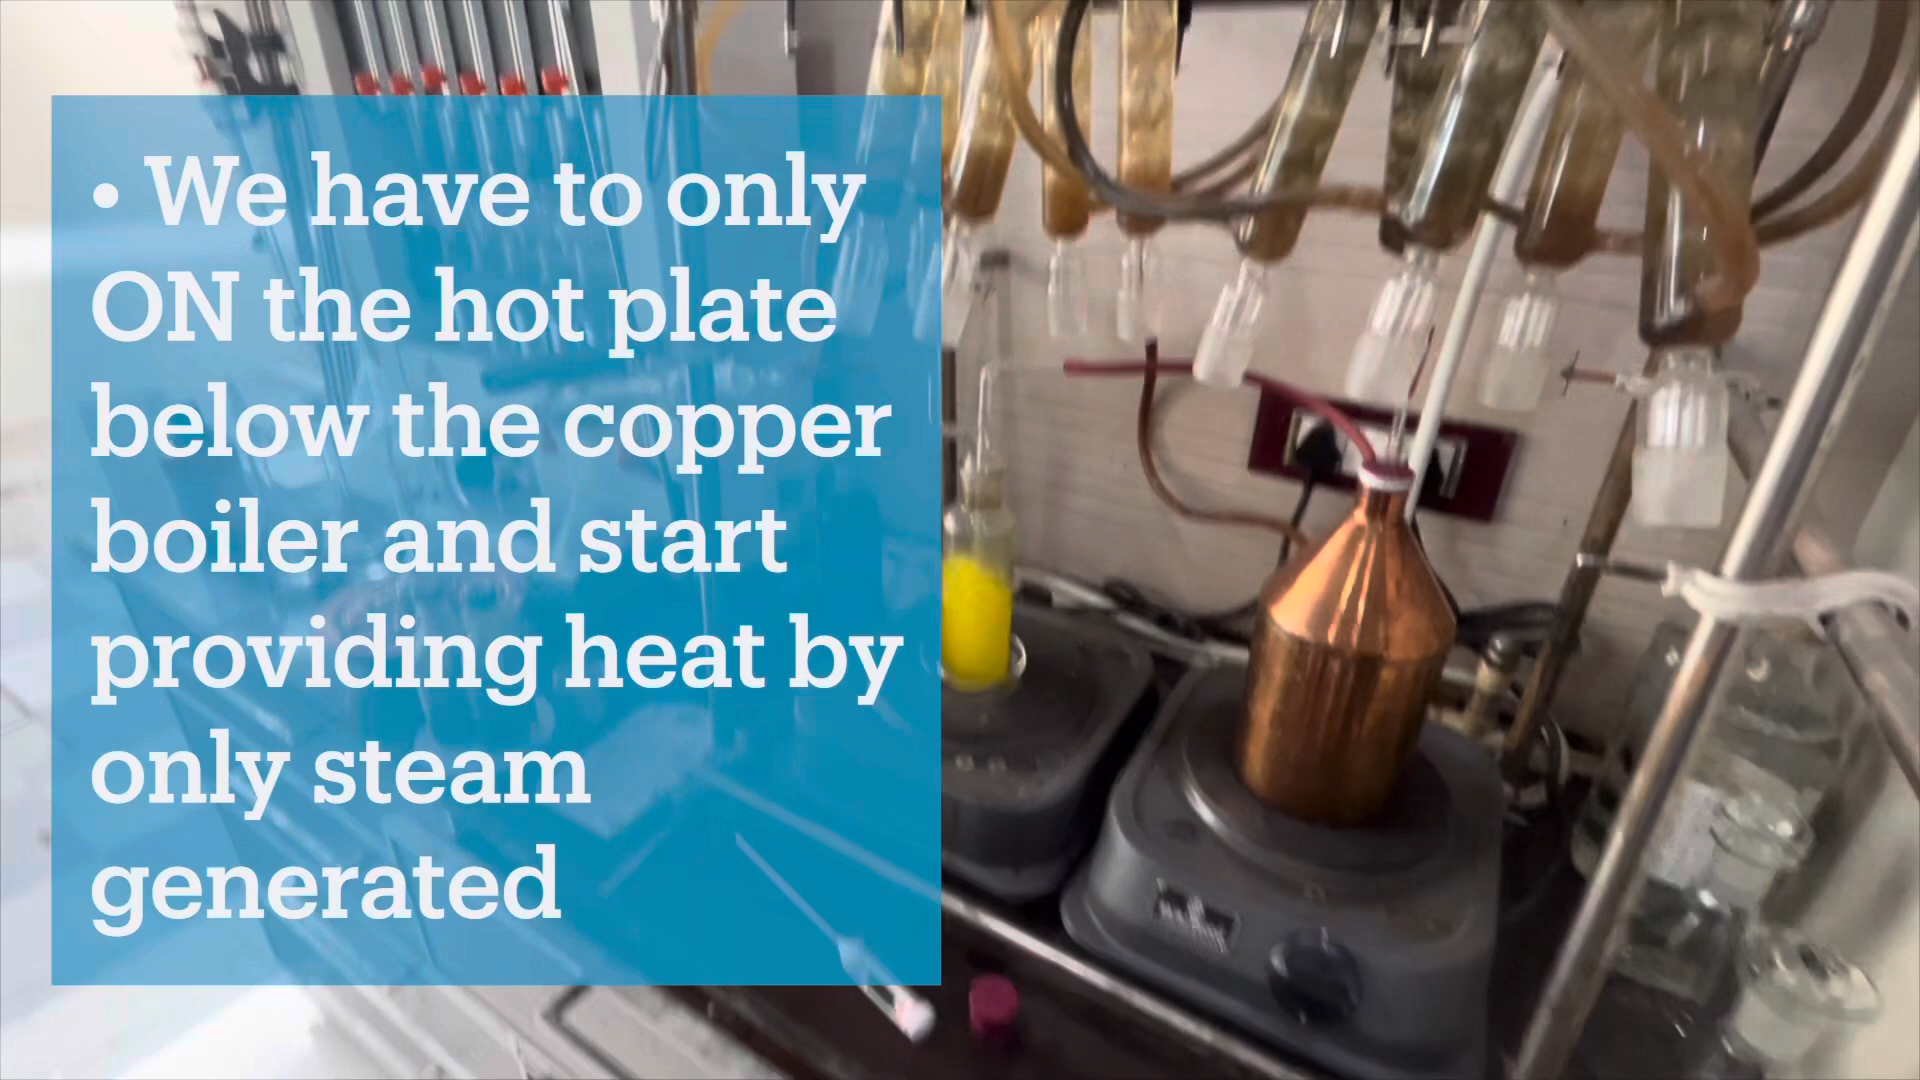 • We have to only
ON the hot plate
below the copper
boiler and start
providing heat by
only steam
generated